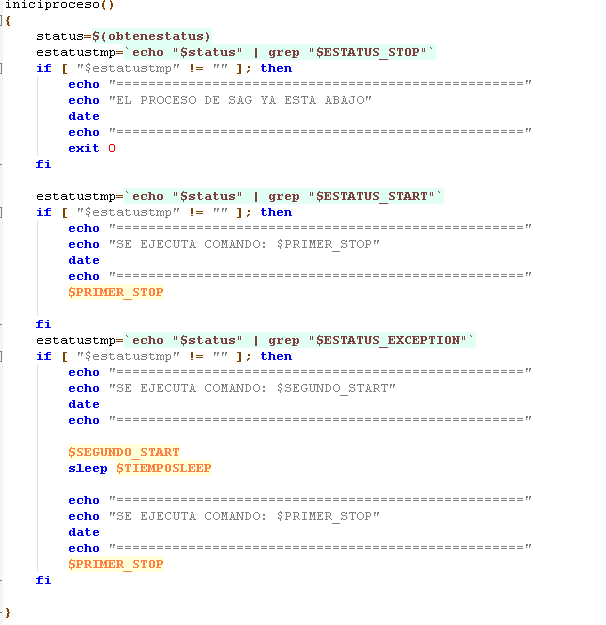 iniciproceso()
{
    status=$(obtenestatus)
    estatustmp=`echo "$status" | grep "$ESTATUS_STOP"`
    if [ "$estatustmp" != "" ]; then
        echo "===================================================="
        echo "EL PROCESO DE SAG YA ESTA ABAJO"
        date
        echo "===================================================="
        exit 0
    fi

    estatustmp=`echo "$status" | grep "$ESTATUS_START"`
    if [ "$estatustmp" != "" ]; then
        echo "===================================================="
        echo "SE EJECUTA COMANDO: $PRIMER_STOP"
        date
        echo "===================================================="
        $PRIMER_STOP

    fi
    estatustmp=`echo "$status" | grep "$ESTATUS_EXCEPTION"`
    if [ "$estatustmp" != "" ]; then
        echo "===================================================="
        echo "SE EJECUTA COMANDO: $SEGUNDO_START"
        date
        echo "===================================================="

        $SEGUNDO_START
        sleep $TIEMPOSLEEP

        echo "===================================================="
        echo "SE EJECUTA COMANDO: $PRIMER_STOP"
        date
        echo "===================================================="
        $PRIMER_STOP
    fi

}